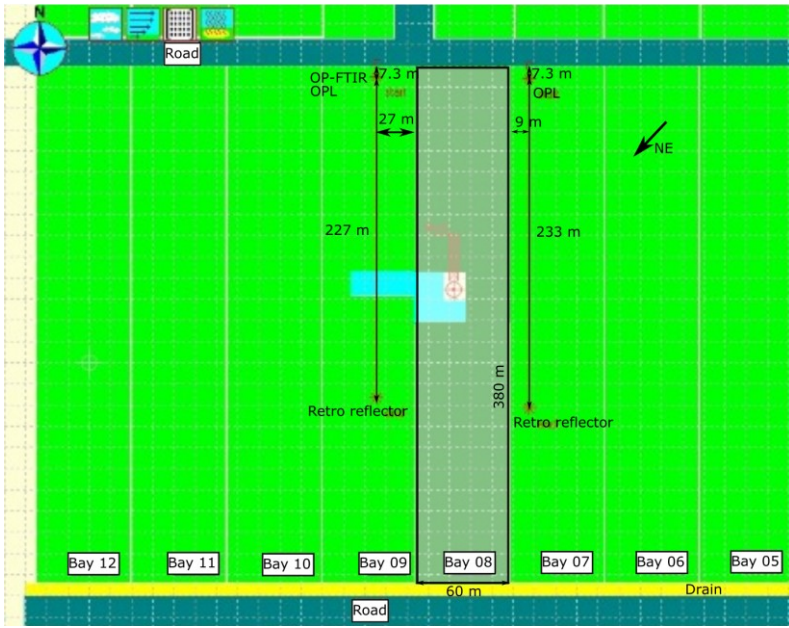 N
Road
OP-FTIR
OPL
7.3 m
start
7.3 m
OPL
27 m
9 m
NE
227 m
233 m
380 m
Retro reflector
Retro reflector
Bay 12
Bay 11
Bay 10
Bay 09
Bay 08
Bay 07
Bay 06
Bay 05
60 m
Drain
Road